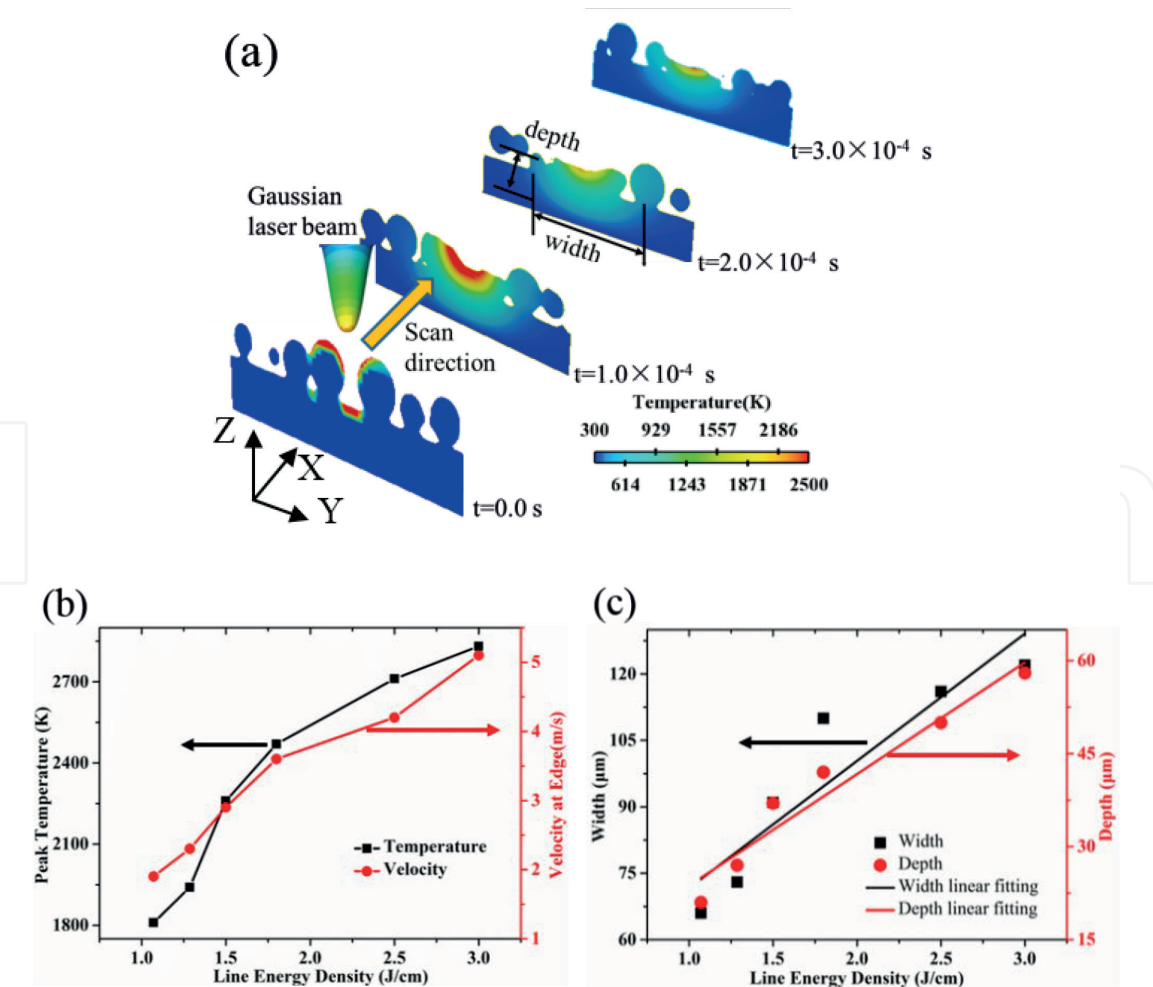 (a)
depth
t=3.0×10⁻⁴ s
Gaussian
laser beam
width
t=2.0×10⁻⁴ s
Scan
direction
t=1.0×10⁻⁴ s
Temperature(K)
300 929 1557 2186
614 1243 1871 2500
Z
X
Y
t=0.0 s
(b)
Peak Temperature (K)
2700
2400
2100
1800
Temperature
Velocity
5
4
3
2
1
Velocity at Edge(m/s)
1.0 1.5 2.0 2.5 3.0
Line Energy Density (J/cm)
(c)
Width (μm)
120
105
90
75
60
Width
Depth
Width linear fitting
Depth linear fitting
60
45
30
15
Depth (μm)
1.0 1.5 2.0 2.5 3.0
Line Energy Density (J/cm)